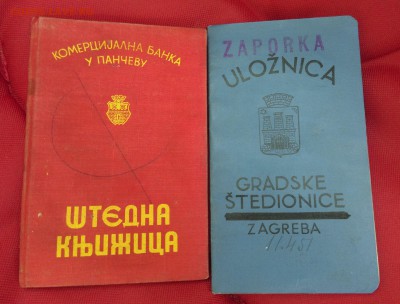 КОМЕРЦИЈАЛНА БАНКА
У ПАНЧЕВУ
ШТЕДНА
КЊИЖИЦА
ZAPORKA
ULOŽNICA
GRADSKE
ŠTEDIONICE
ZAGREBA